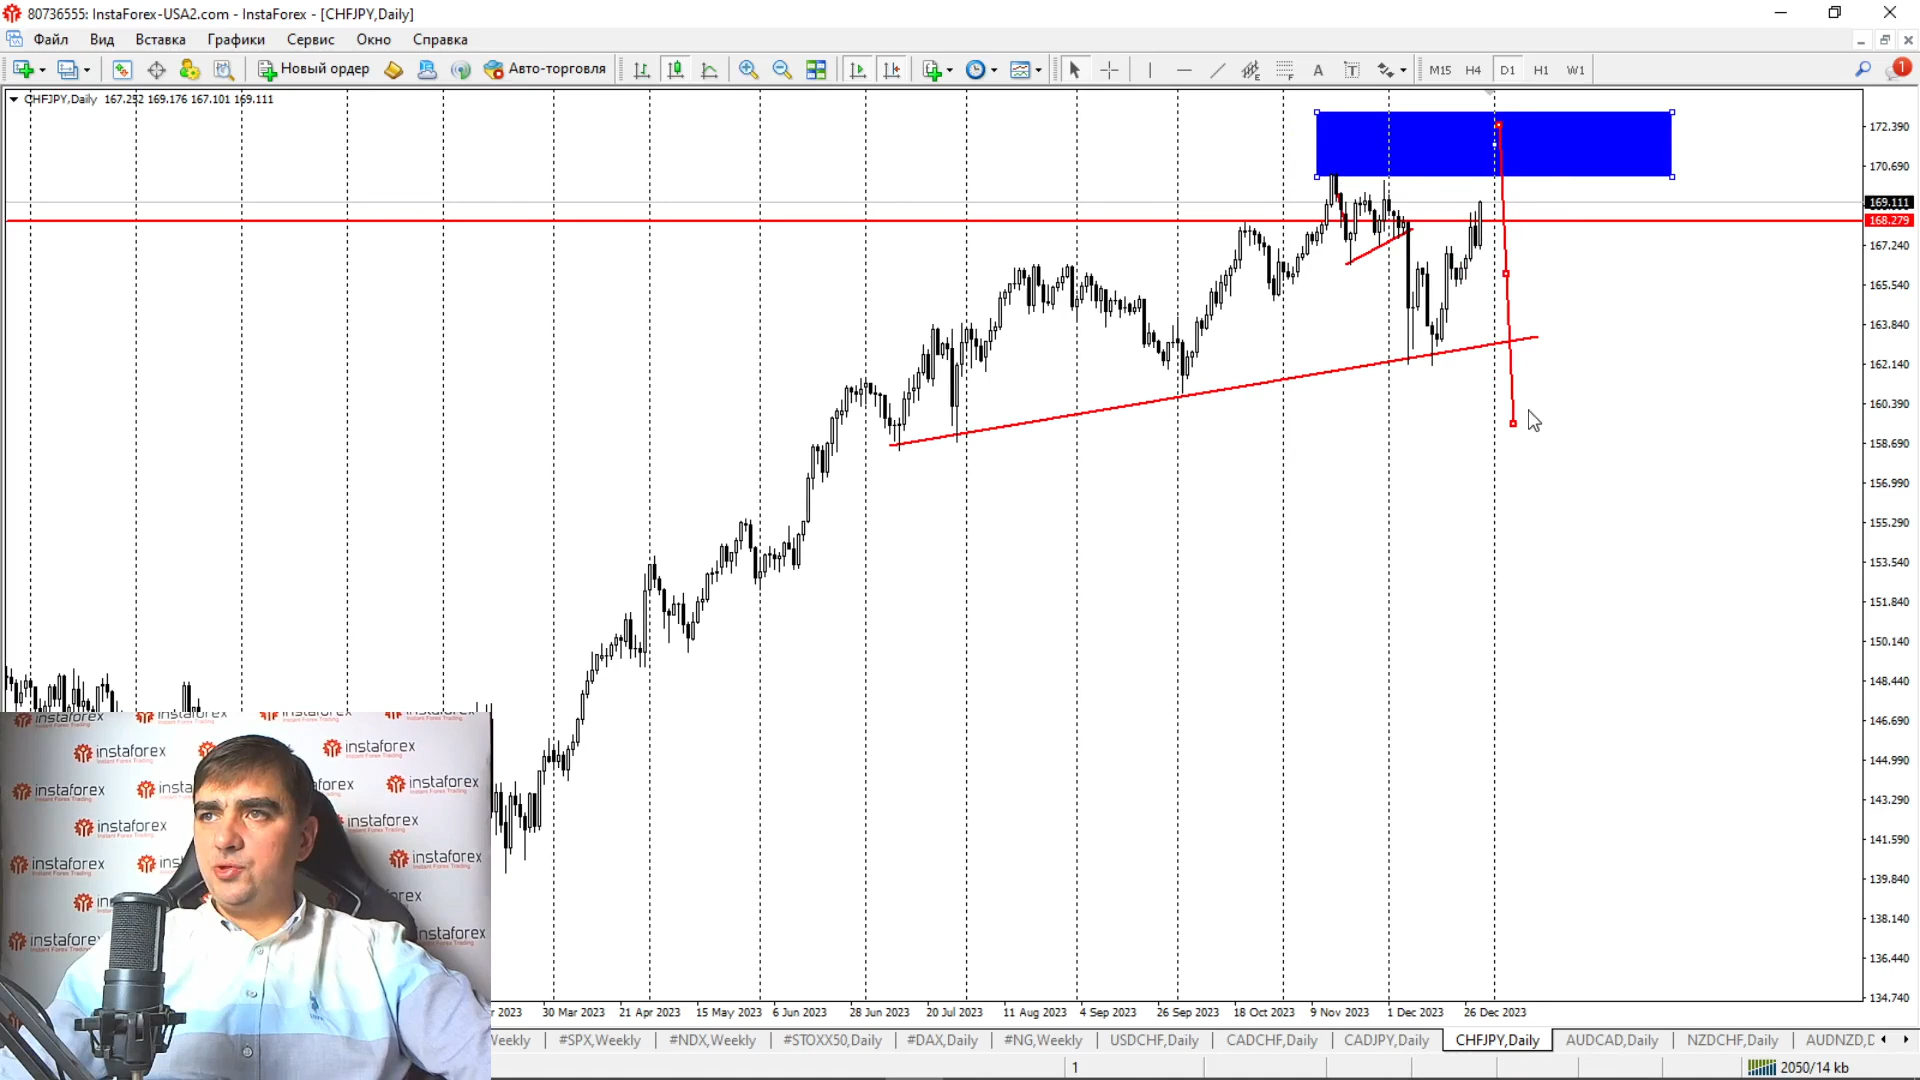 80736555: InstaForex-USA2.com - InstaForex - [CHFJPY,Daily]
Файл Вид Вставка Графики Сервис Окно Справка
Новый ордер Авто-торговля A T M15 H4 D1 H1 W1 1
CHFJPY,Daily 167.252 169.176 167.101 169.111
172.390
170.690
169.111
168.279
167.240
165.540
163.840
162.140
160.390
158.690
156.990
155.290
153.540
151.840
150.140
148.440
146.690
144.990
143.290
141.590
139.840
138.140
136.440
134.740
instaforex
Instant Forex Trading
instaforex
instaforex
instaforex
instaforex
instaforex
instaforex
instaforex
instaforex
instaforex
2023 30 Mar 2023 21 Apr 2023 15 May 2023 6 Jun 2023 28 Jun 2023 20 Jul 2023 11 Aug 2023 4 Sep 2023 26 Sep 2023 18 Oct 2023 9 Nov 2023 1 Dec 2023 26 Dec 2023
#SPX,Weekly #NDX,Weekly #STOXX50,Daily #DAX,Daily #NG,Weekly USDCHF,Daily CADCHF,Daily CADJPY,Daily CHFJPY,Daily AUDCAD,Daily NZDCHF,Daily
1 2050/14 kb